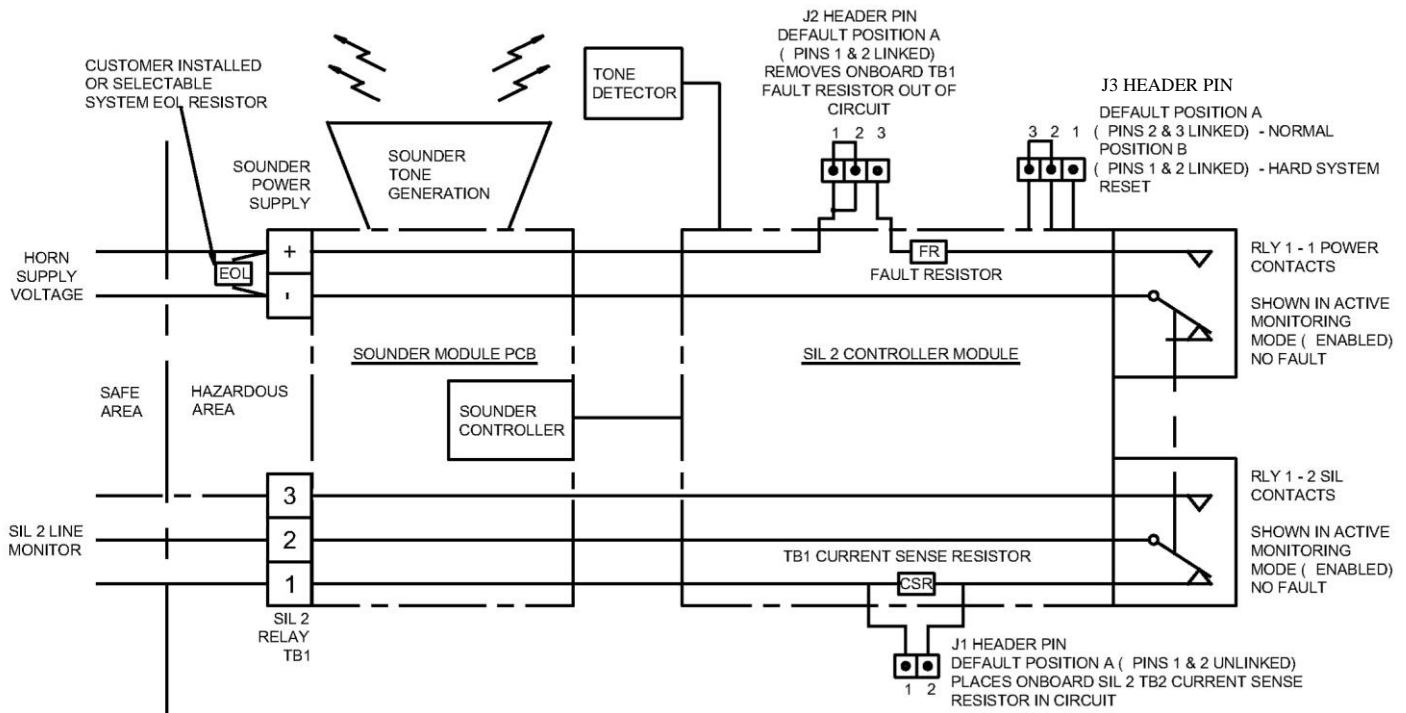 J2 HEADER PIN
DEFAULT POSITION A
( PINS 1 & 2 LINKED)
REMOVES ONBOARD TB1
FAULT RESISTOR OUT OF
CIRCUIT
1 2 3
CUSTOMER INSTALLED
OR SELECTABLE
SYSTEM EOL RESISTOR
TONE
DETECTOR
J3 HEADER PIN
DEFAULT POSITION A
( PINS 2 & 3 LINKED) - NORMAL
POSITION B
( PINS 1 & 2 LINKED) - HARD SYSTEM
RESET
3 2 1
SOUNDER
POWER
SUPPLY
SOUNDER
TONE
GENERATION
HORN
SUPPLY
VOLTAGE
EOL
+
-
FR
FAULT RESISTOR
RLY 1 - 1 POWER
CONTACTS
SHOWN IN ACTIVE
MONITORING
MODE ( ENABLED)
NO FAULT
SOUNDER MODULE PCB
SIL 2 CONTROLLER MODULE
SAFE
AREA
HAZARDOUS
AREA
SOUNDER
CONTROLLER
SIL 2 LINE
MONITOR
3
2
1
SIL 2
RELAY
TB1
TB1 CURRENT SENSE RESISTOR
CSR
RLY 1 - 2 SIL
CONTACTS
SHOWN IN ACTIVE
MONITORING
MODE ( ENABLED)
NO FAULT
1 2
J1 HEADER PIN
DEFAULT POSITION A ( PINS 1 & 2 UNLINKED)
PLACES ONBOARD SIL 2 TB2 CURRENT SENSE
RESISTOR IN CIRCUIT